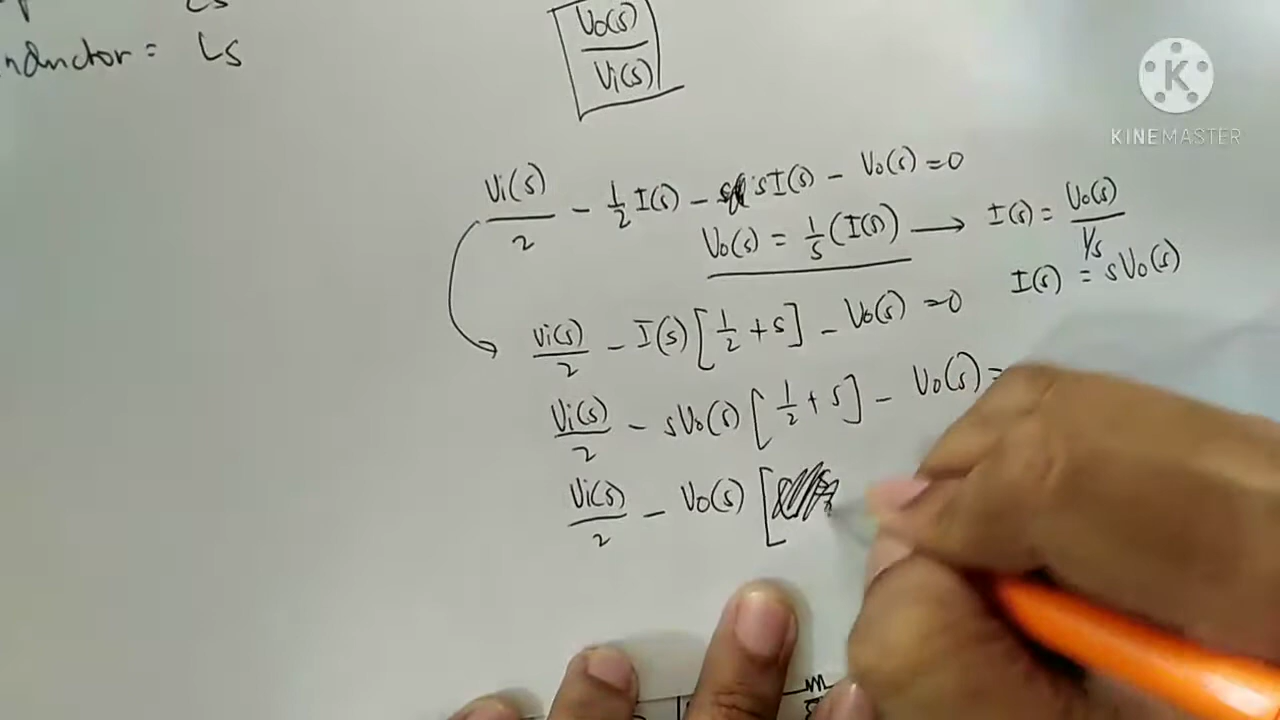 Ls
Vo(s)
Vi(s)
K
KINEMASTER
Vi(s)/2 - 1/2 I(s) - sI(s) - Vo(s) = 0
Vo(s) = 1/s (I(s)) → I(s) = Vo(s)/(1/s)
I(s) = sVo(s)
Vi(s)/2 - I(s) [1/2 + s] - Vo(s) = 0
Vi(s)/2 - sVo(s) [1/2 + s] - Vo(s) =
Vi(s)/2 - Vo(s) [